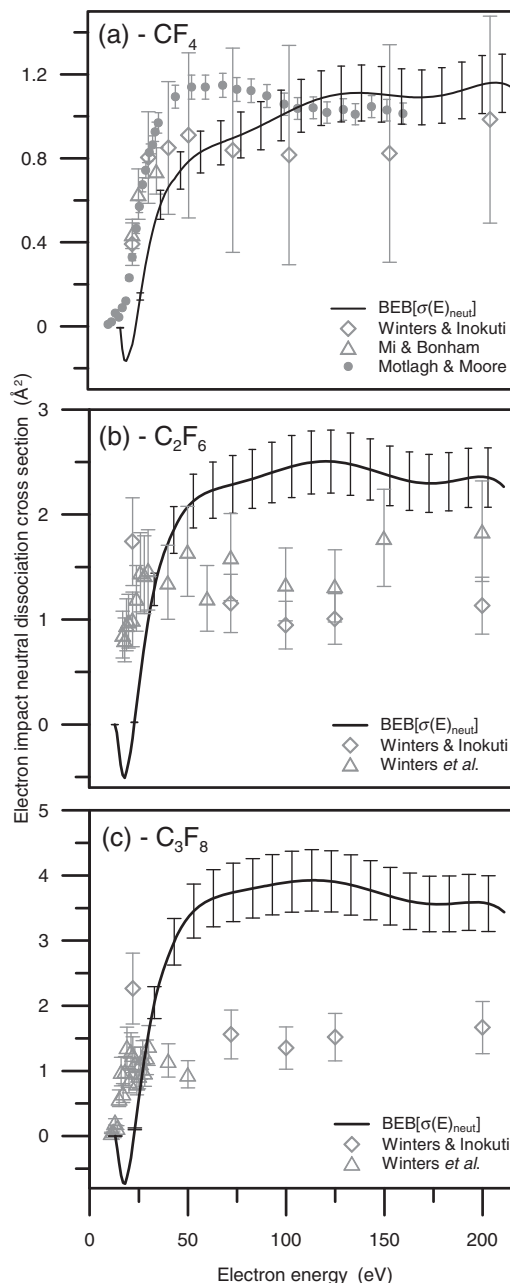 (a) - CF₄
1.2
0.8
0.4
0
BEB[σ(E)neut]
Winters & Inokuti
Mi & Bonham
Motlagh & Moore
Electron impact neutral dissociation cross section (Å²)
(b) - C₂F₆
3
2
1
0
BEB[σ(E)neut]
Winters & Inokuti
Winters et al.
(c) - C₃F₈
5
4
3
2
1
0
BEB[σ(E)neut]
Winters & Inokuti
Winters et al.
0 50 100 150 200
Electron energy (eV)